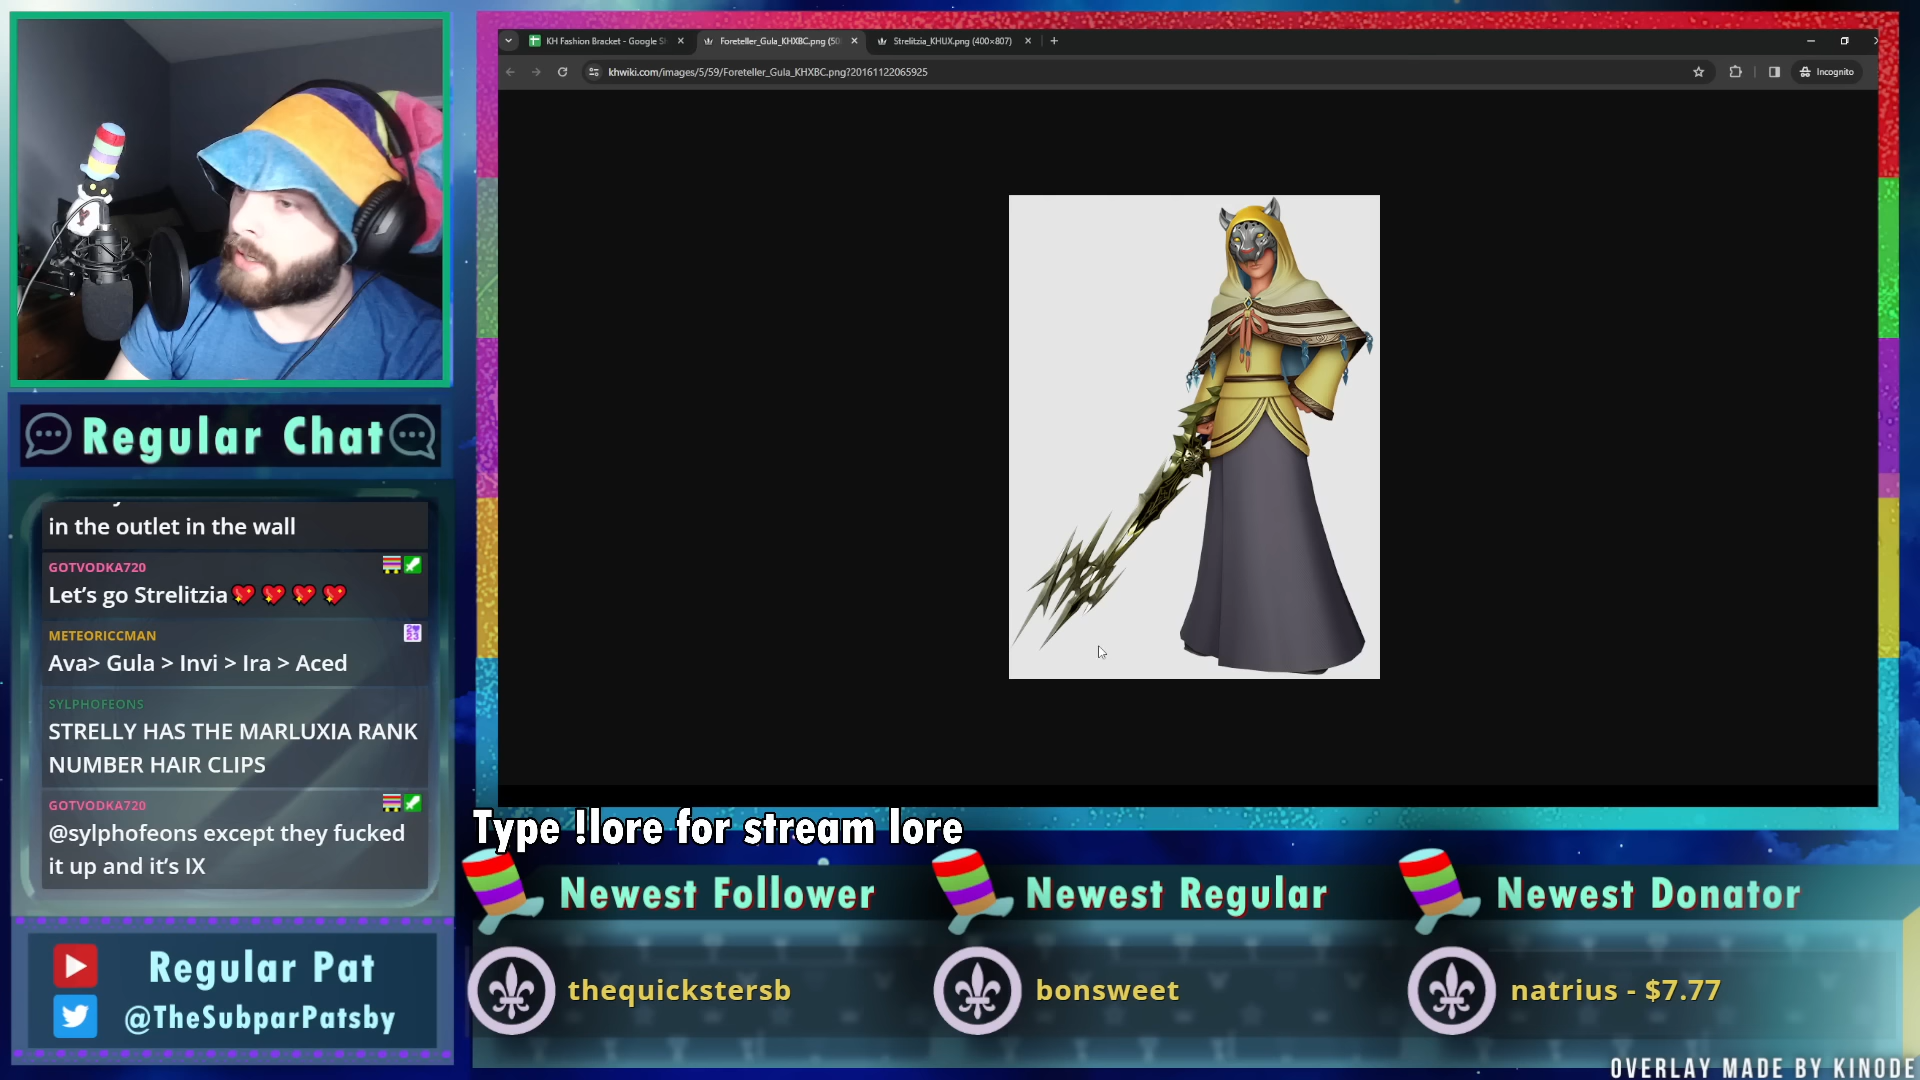 KH Fashion Bracket - Google Sh
Foreteller_Gula_KHXBC.png (50
Strelitzia_KHUX.png (400×807)
khwiki.com/images/5/59/Foreteller_Gula_KHXBC.png?20161122065925
Incognito
Regular Chat
in the outlet in the wall
GOTVODKA720
Let's go Strelitzia
METEORICCMAN
Ava> Gula > Invi > Ira > Aced
SYLPHOFEONS
STRELLY HAS THE MARLUXIA RANK
NUMBER HAIR CLIPS
GOTVODKA720
@sylphofeons except they fucked
it up and it's IX
Regular Pat
@TheSubparPatsby
Type !lore for stream lore
Newest Follower
thequickstersb
Newest Regular
bonsweet
Newest Donator
natrius - $7.77
OVERLAY MADE BY KINODE